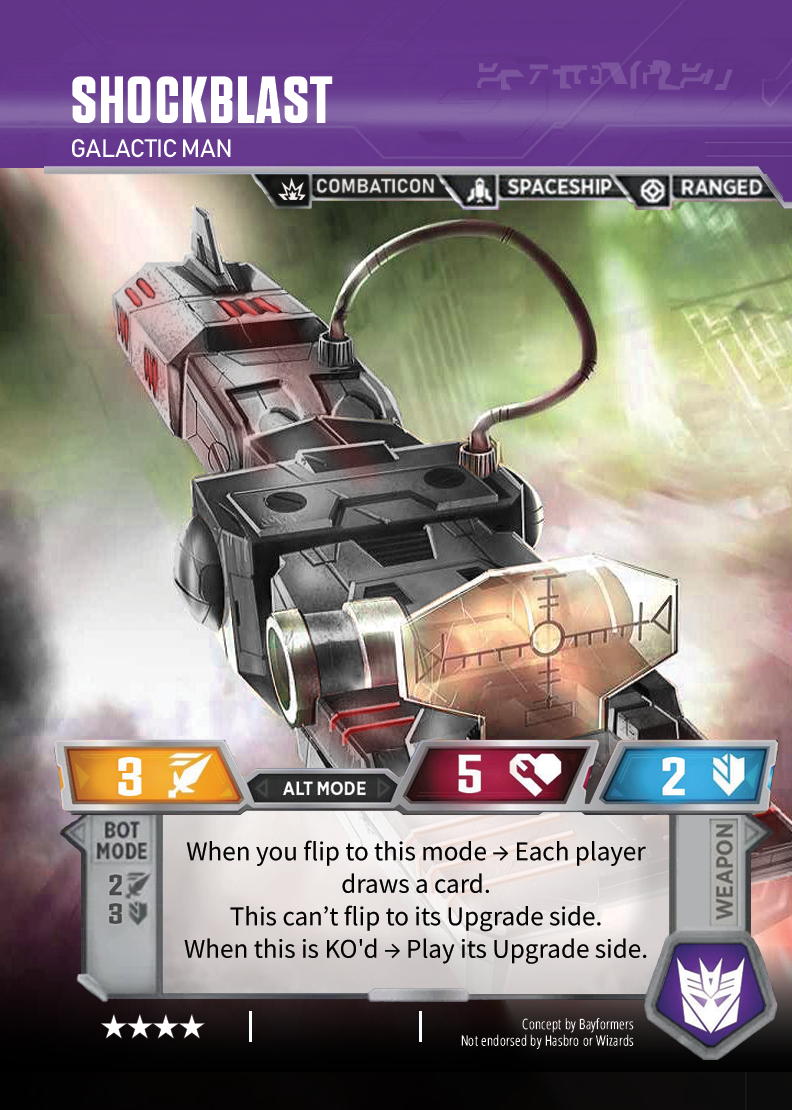 SHOCKBLAST
GALACTIC MAN
COMBATICON SPACESHIP RANGED
3 ALT MODE 5 2
BOT
MODE
2
3
WEAPON
When you flip to this mode → Each player
draws a card.
This can’t flip to its Upgrade side.
When this is KO'd → Play its Upgrade side.
★★★★
Concept by Bayformers
Not endorsed by Hasbro or Wizards